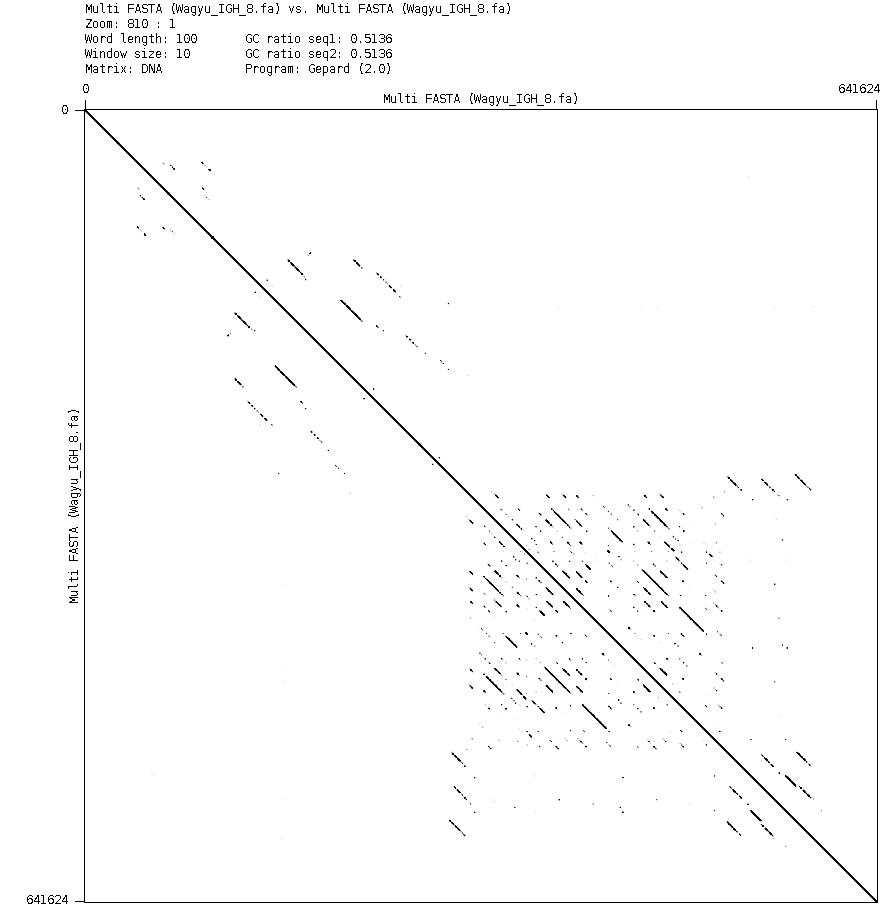 Multi FASTA (Wagyu_IGH_8.fa) vs. Multi FASTA (Wagyu_IGH_8.fa)
Zoom: 810 : 1
Word length: 100 GC ratio seq1: 0.5136
Window size: 10 GC ratio seq2: 0.5136
Matrix: DNA Program: Gepard (2.0)
0 641624
Multi FASTA (Wagyu_IGH_8.fa)
0
Multi FASTA (Wagyu_IGH_8.fa)
641624